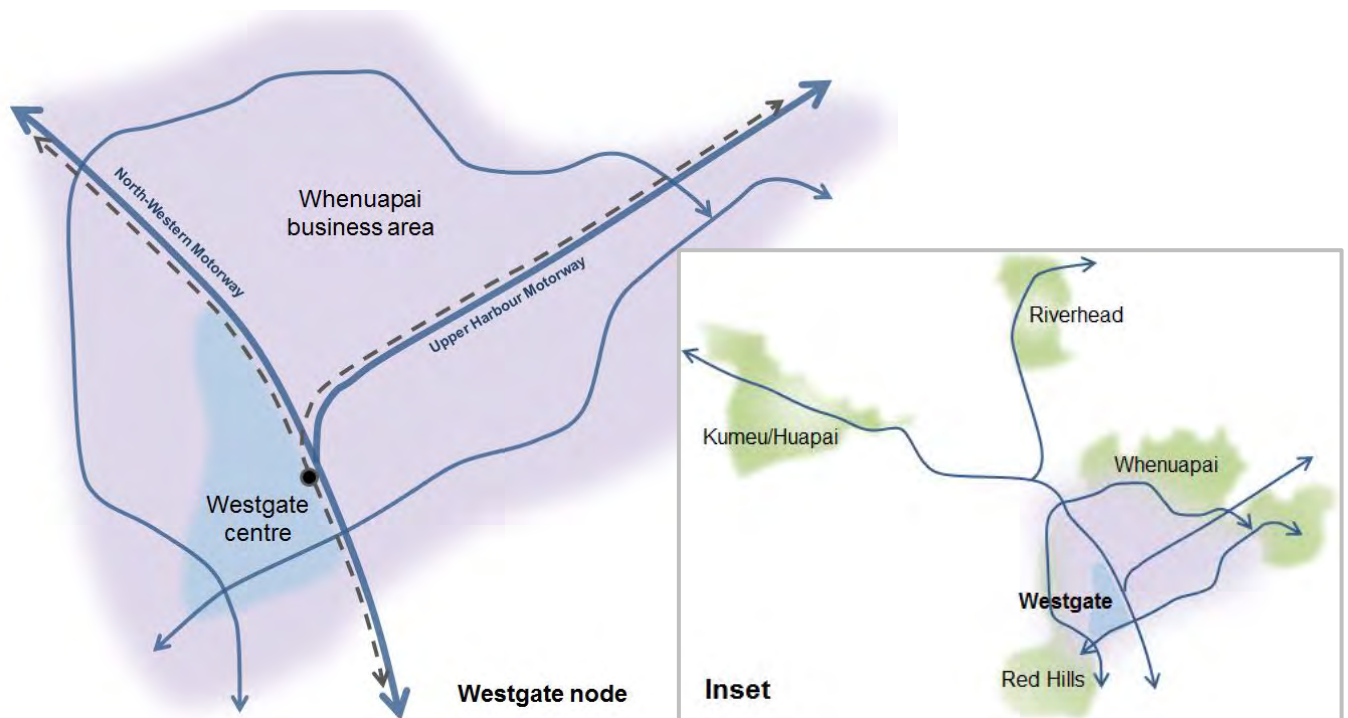 North-Western Motorway
Whenuapai
business area
Upper Harbour Motorway
Westgate
centre
Westgate node
Riverhead
Kumeu/Huapai
Whenuapai
Westgate
Red Hills
Inset